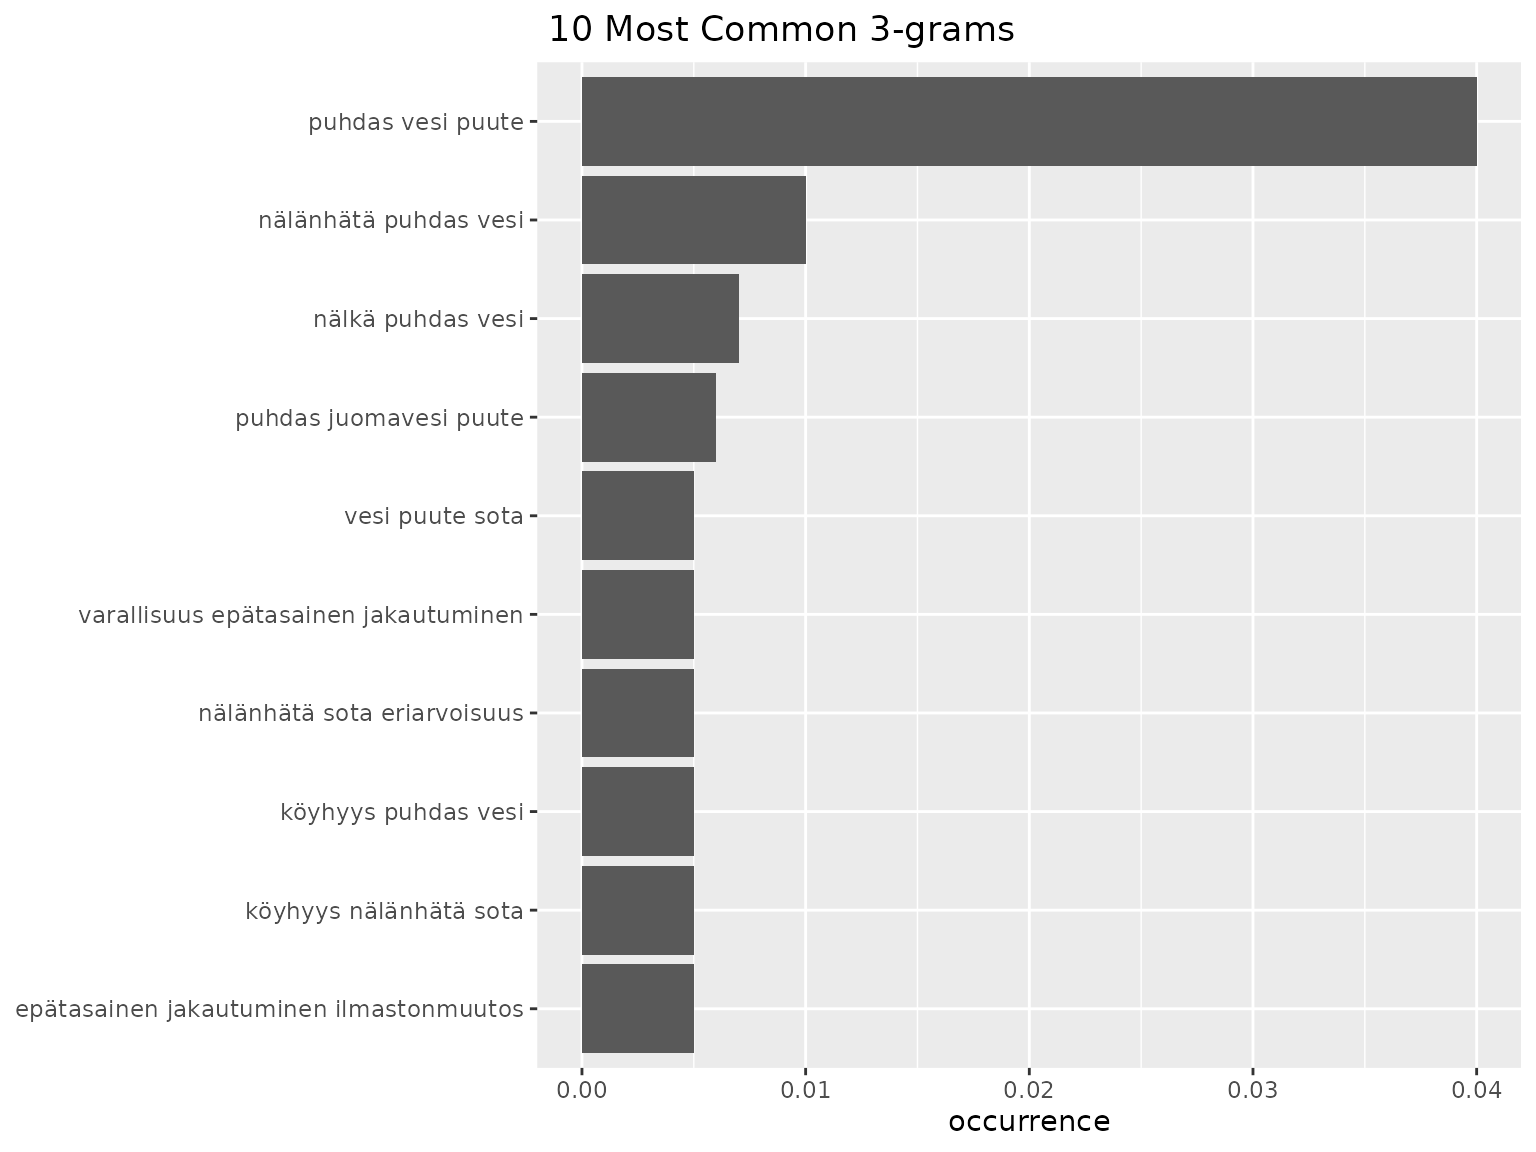 10 Most Common 3-grams
puhdas vesi puute
nälänhätä puhdas vesi
nälkä puhdas vesi
puhdas juomavesi puute
vesi puute sota
varallisuus epätasainen jakautuminen
nälänhätä sota eriarvoisuus
köyhyys puhdas vesi
köyhyys nälänhätä sota
epätasainen jakautuminen ilmastonmuutos
0.00 0.01 0.02 0.03 0.04
occurrence